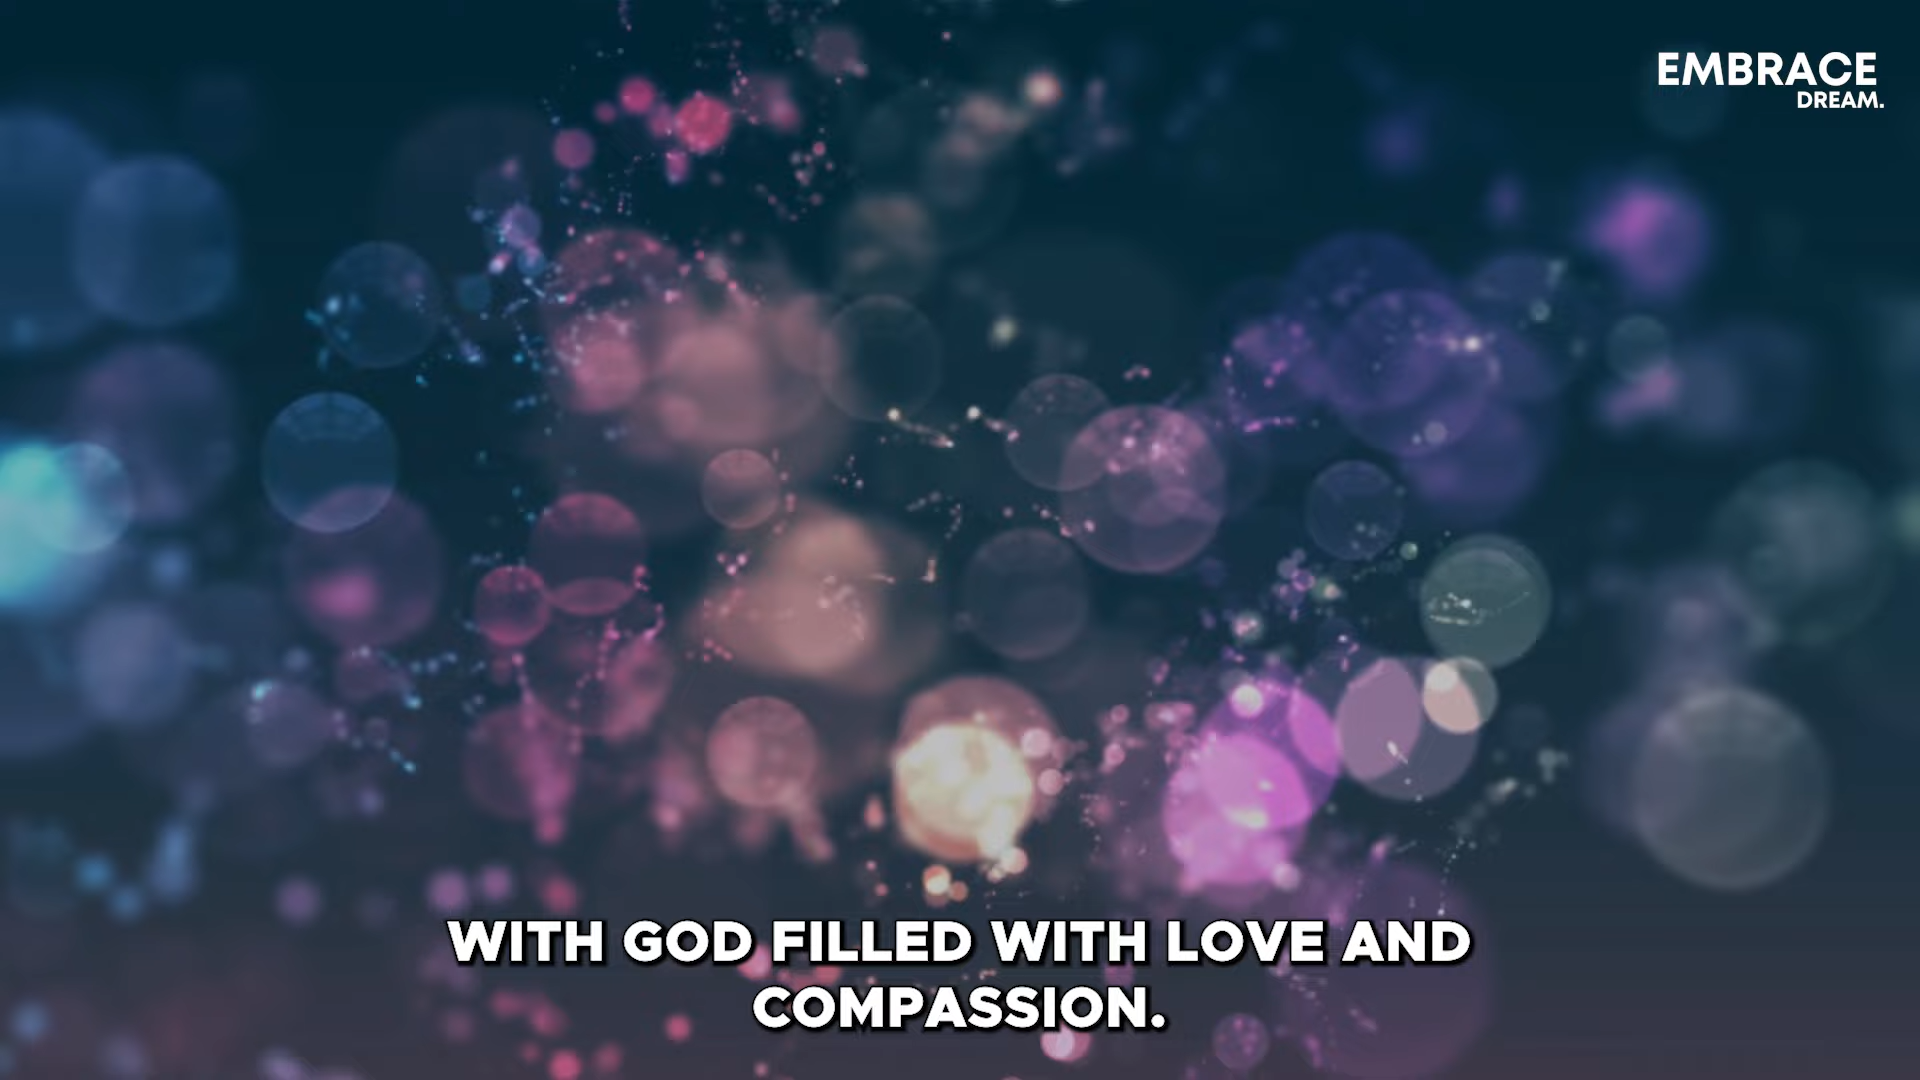 EMBRACE
DREAM.
WITH GOD FILLED WITH LOVE AND
COMPASSION.